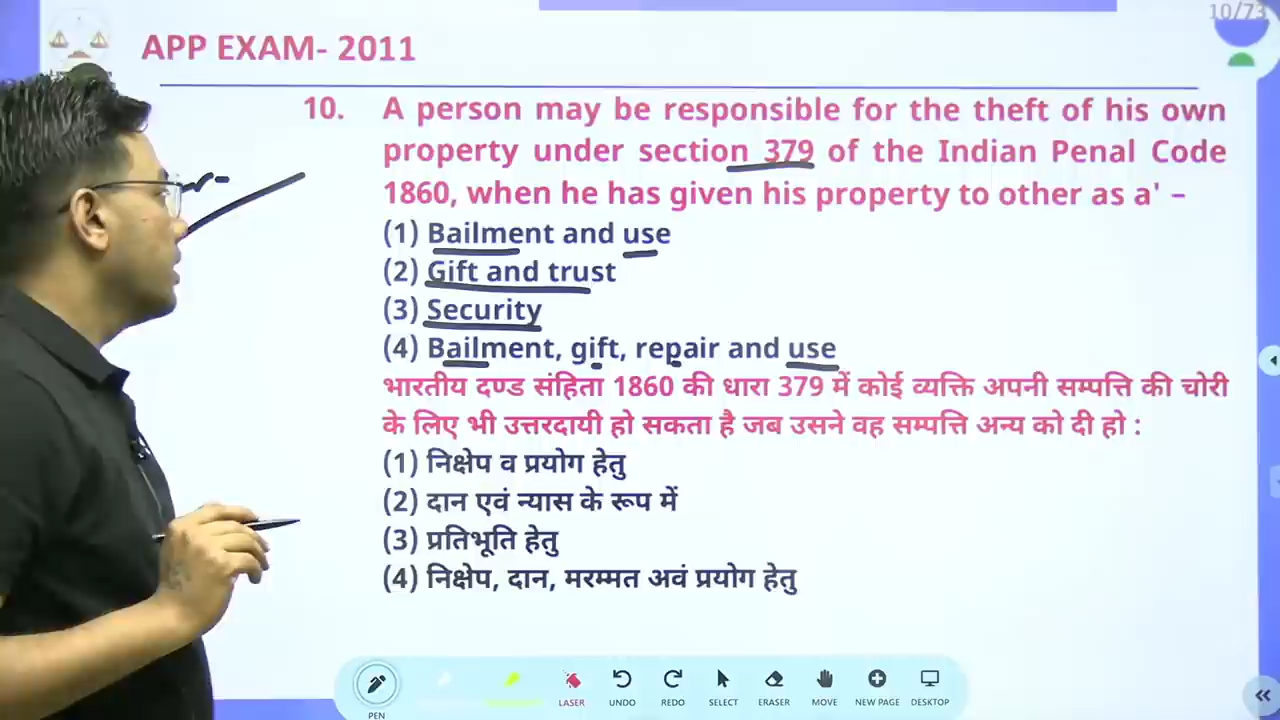 10/73
APP EXAM- 2011
10. A person may be responsible for the theft of his own
property under section 379 of the Indian Penal Code
1860, when he has given his property to other as a' –
(1) Bailment and use
(2) Gift and trust
(3) Security
(4) Bailment, gift, repair and use
भारतीय दण्ड संहिता 1860 की धारा 379 में कोई व्यक्ति अपनी सम्पत्ति की चोरी
के लिए भी उत्तरदायी हो सकता है जब उसने वह सम्पत्ति अन्य को दी हो :
(1) निक्षेप व प्रयोग हेतु
(2) दान एवं न्यास के रूप में
(3) प्रतिभूति हेतु
(4) निक्षेप, दान, मरम्मत अवं प्रयोग हेतु
PEN LASER UNDO REDO SELECT ERASER MOVE NEW PAGE DESKTOP